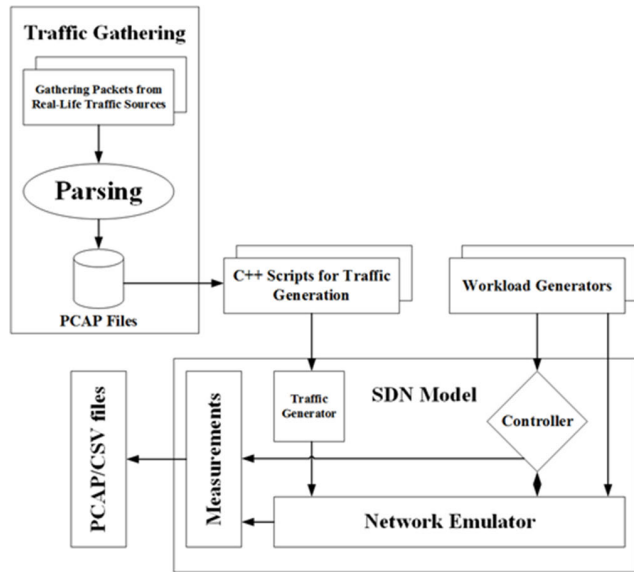 Traffic Gathering
Gathering Packets from
Real-Life Traffic Sources
Parsing
PCAP Files
C++ Scripts for Traffic
Generation
Workload Generators
PCAP/CSV files
Measurements
Traffic
Generator
SDN Model
Controller
Network Emulator